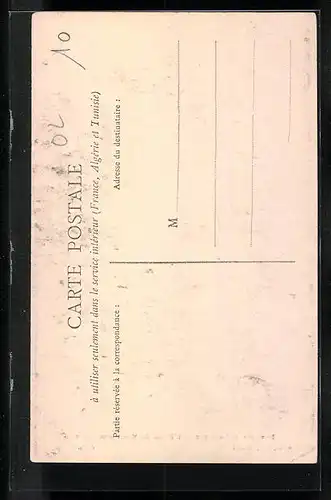 10
70
CARTE POSTALE
à utiliser seulement dans le service intérieur (France, Algérie et Tunisie)
Partie réservée à la correspondance :
Adresse du destinataire :
M